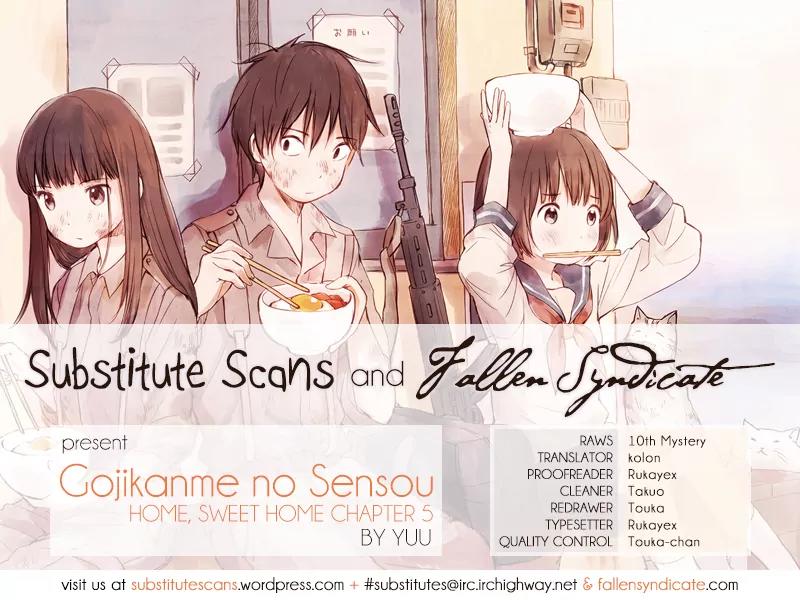 お願い
Substitute Scans and Fallen Syndicate
present
Gojikanme no Sensou
HOME, SWEET HOME CHAPTER 5
BY YUU
RAWS 10th Mystery
TRANSLATOR kolon
PROOFREADER Rukayex
CLEANER Takuo
REDRAWER Touka
TYPESETTER Rukayex
QUALITY CONTROL Touka-chan
visit us at substitutescans.wordpress.com + #substitutes@irc.irchighway.net & fallensyndicate.com